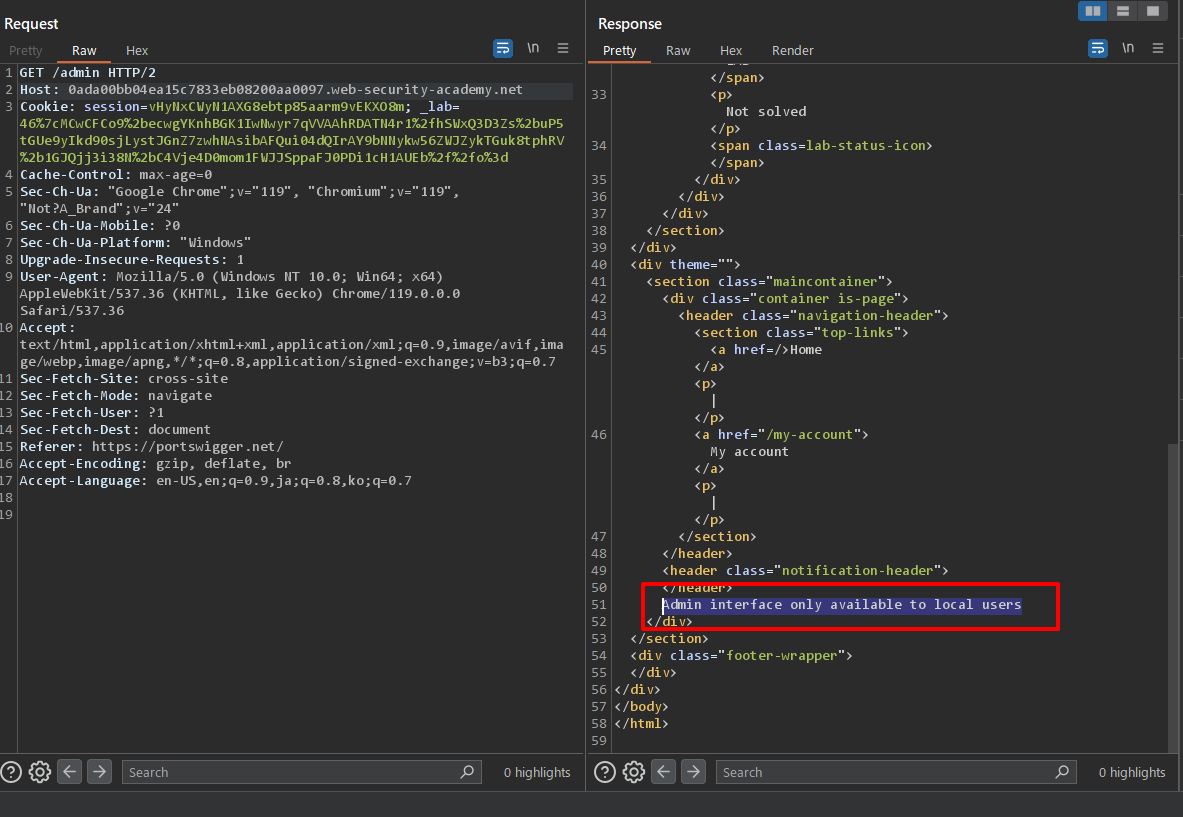 Request
Pretty Raw Hex
\n
1 GET /admin HTTP/2
2 Host: 0ada00bb04ea15c7833eb08200aa0097.web-security-academy.net
3 Cookie: session=vHyNxCWyN1AXG8ebtp85aarm9vEKXO8m; _lab=
46%7cMCwCFCo9%2becwgYKnhBGK1IwNwyr7qVVAAhRDATN4r1%2fhSWxQ3D3Zs%2buP5
tGUe9yIkd90sjLystJGnZ7zwhNAsibAFQui04dQIrAY9bNNykw56ZWJZykTGuk8tphRV
%2b1GJQjj3i38N%2bC4Vje4D0mom1FWJJSppaFJ0PDi1cH1AUEb%2f%2fo%3d
4 Cache-Control: max-age=0
5 Sec-Ch-Ua: "Google Chrome";v="119", "Chromium";v="119",
"Not?A_Brand";v="24"
6 Sec-Ch-Ua-Mobile: ?0
7 Sec-Ch-Ua-Platform: "Windows"
8 Upgrade-Insecure-Requests: 1
9 User-Agent: Mozilla/5.0 (Windows NT 10.0; Win64; x64)
AppleWebKit/537.36 (KHTML, like Gecko) Chrome/119.0.0.0
Safari/537.36
10 Accept:
text/html,application/xhtml+xml,application/xml;q=0.9,image/avif,ima
ge/webp,image/apng,*/*;q=0.8,application/signed-exchange;v=b3;q=0.7
11 Sec-Fetch-Site: cross-site
12 Sec-Fetch-Mode: navigate
13 Sec-Fetch-User: ?1
14 Sec-Fetch-Dest: document
15 Referer: https://portswigger.net/
16 Accept-Encoding: gzip, deflate, br
17 Accept-Language: en-US,en;q=0.9,ja;q=0.8,ko;q=0.7
18
19
Search
0 highlights
Response
Pretty Raw Hex Render
\n
</span>
33 <p>
Not solved
</p>
34 <span class=lab-status-icon>
</span>
35 </div>
36 </div>
37 </div>
38 </section>
39 </div>
40 <div theme="">
41 <section class="maincontainer">
42 <div class="container is-page">
43 <header class="navigation-header">
44 <section class="top-links">
45 <a href=/>Home
</a>
<p>
|
</p>
46 <a href="/my-account">
My account
</a>
<p>
|
</p>
47 </section>
48 </header>
49 <header class="notification-header">
50 </header>
51 Admin interface only available to local users
52 </div>
53 </section>
54 <div class="footer-wrapper">
55 </div>
56 </div>
57 </body>
58 </html>
59
Search
0 highlights